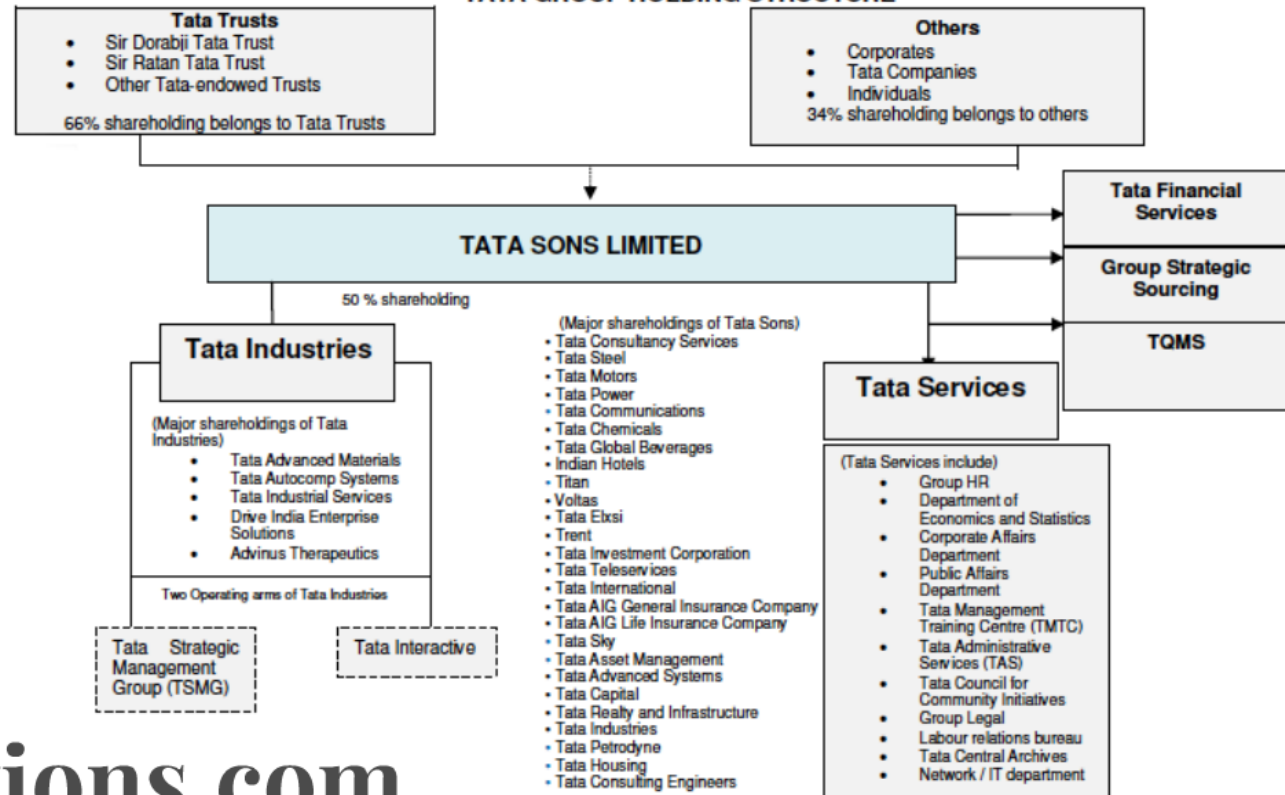 TATA GROUP HOLDING STRUCTURE
Tata Trusts
• Sir Dorabji Tata Trust
• Sir Ratan Tata Trust
• Other Tata-endowed Trusts
66% shareholding belongs to Tata Trusts
Others
• Corporates
• Tata Companies
• Individuals
34% shareholding belongs to others
TATA SONS LIMITED
Tata Financial
Services
Group Strategic
Sourcing
TQMS
50 % shareholding
Tata Industries
(Major shareholdings of Tata
Industries)
• Tata Advanced Materials
• Tata Autocomp Systems
• Tata Industrial Services
• Drive India Enterprise
Solutions
• Advinus Therapeutics
Two Operating arms of Tata Industries
Tata Strategic
Management
Group (TSMG)
Tata Interactive
(Major shareholdings of Tata Sons)
• Tata Consultancy Services
• Tata Steel
• Tata Motors
• Tata Power
• Tata Communications
• Tata Chemicals
• Tata Global Beverages
• Indian Hotels
• Titan
• Voltas
• Tata Elxsi
• Trent
• Tata Investment Corporation
• Tata Teleservices
• Tata International
• Tata AIG General Insurance Company
• Tata AIG Life Insurance Company
• Tata Sky
• Tata Asset Management
• Tata Advanced Systems
• Tata Capital
• Tata Realty and Infrastructure
• Tata Industries
• Tata Petrodyne
• Tata Housing
• Tata Consulting Engineers
Tata Services
(Tata Services include)
• Group HR
• Department of
Economics and Statistics
• Corporate Affairs
Department
• Public Affairs
Department
• Tata Management
Training Centre (TMTC)
• Tata Administrative
Services (TAS)
• Tata Council for
Community Initiatives
• Group Legal
• Labour relations bureau
• Tata Central Archives
• Network / IT department
tions.com